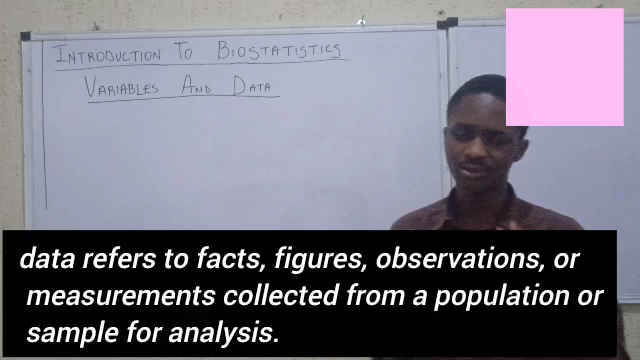 INTRODUCTION TO BIOSTATISTICS
VARIABLES AND DATA
data refers to facts, figures, observations, or
measurements collected from a population or
sample for analysis.